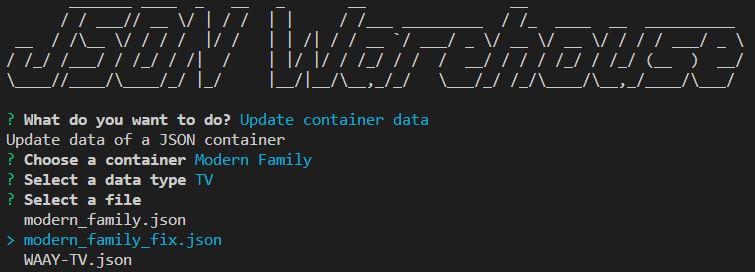 JSON Warehouse
? What do you want to do? Update container data
Update data of a JSON container
? Choose a container Modern Family
? Select a data type TV
? Select a file
modern_family.json
> modern_family_fix.json
WAAY-TV.json